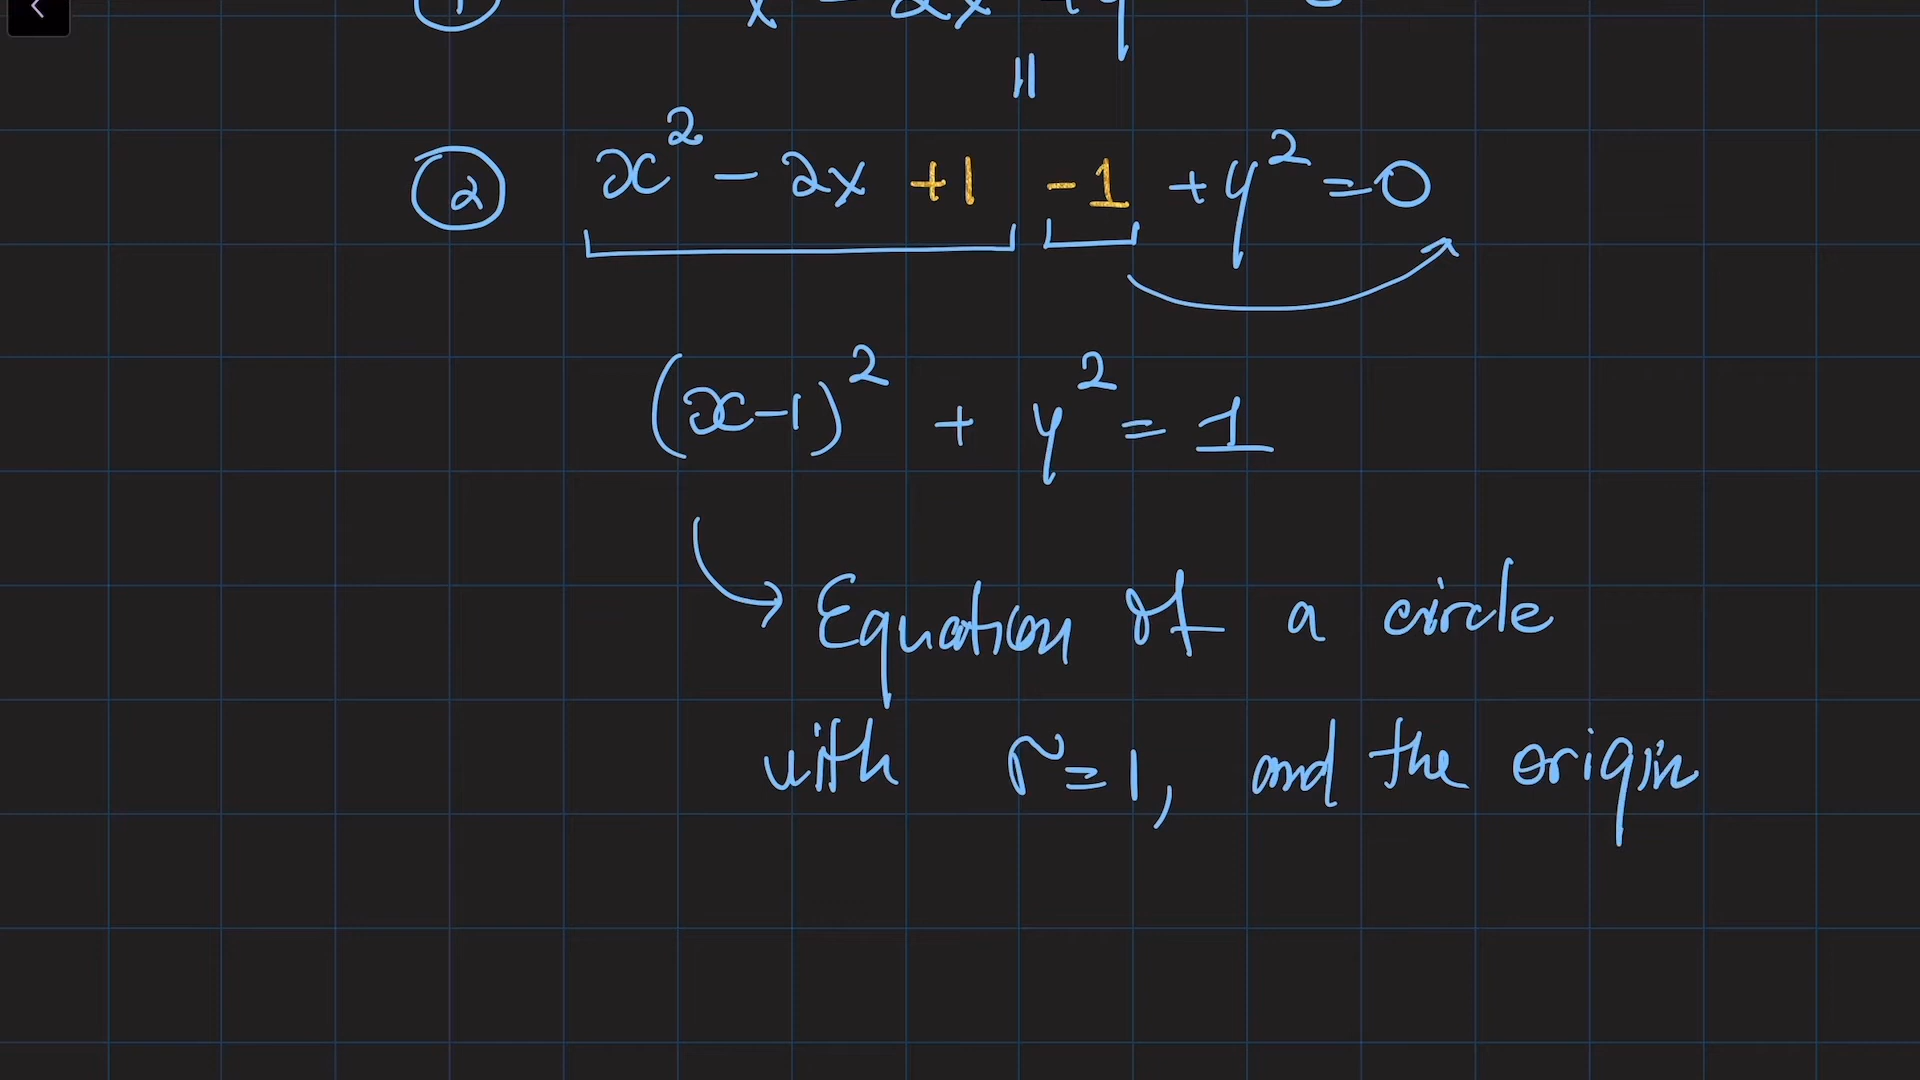 ② x² - 2x +1 -1 + y² = 0
(x-1)² + y² = 1
Equation of a circle
with r=1, and the origin